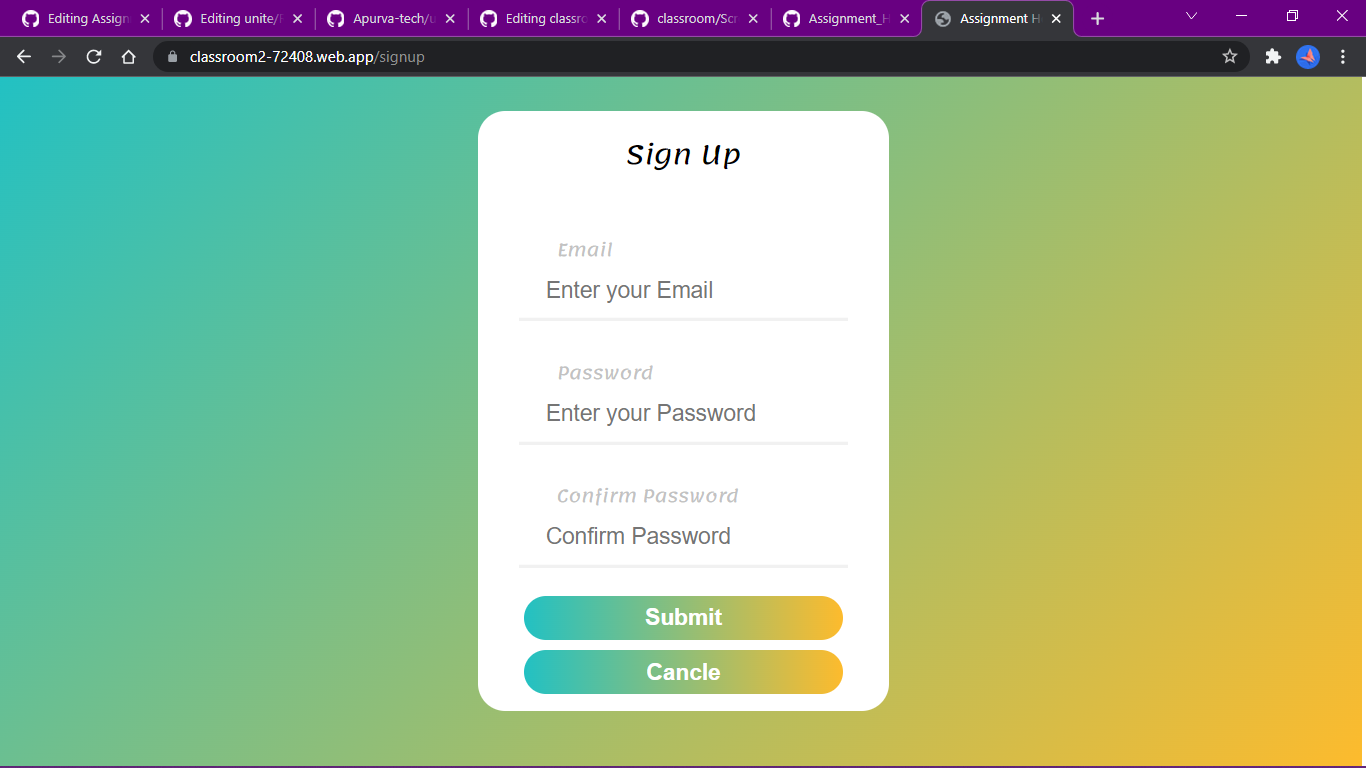 Editing Assign
Editing unite/
Apurva-tech/u
Editing classro
classroom/Scr
Assignment_H
Assignment H
classroom2-72408.web.app/signup
Sign Up
Email
Enter your Email
Password
Enter your Password
Confirm Password
Confirm Password
Submit
Cancle